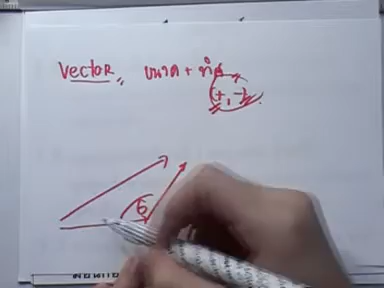 Vector, ขนาด + ทิศ
(+, -)
θ